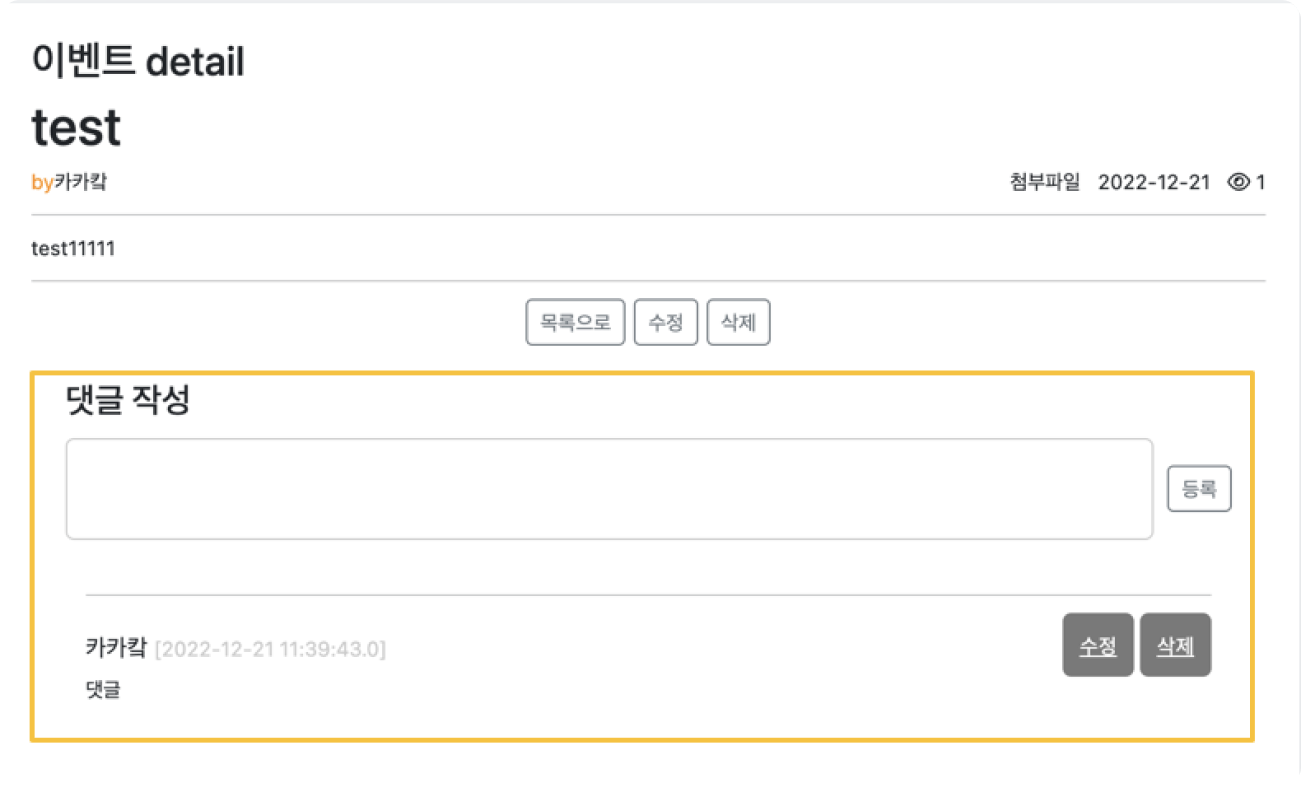 이벤트 detail
test
by카카캌 첨부파일 2022-12-21 1
test11111
목록으로 수정 삭제
댓글 작성
등록
카카캌 [2022-12-21 11:39:43.0] 수정 삭제
댓글